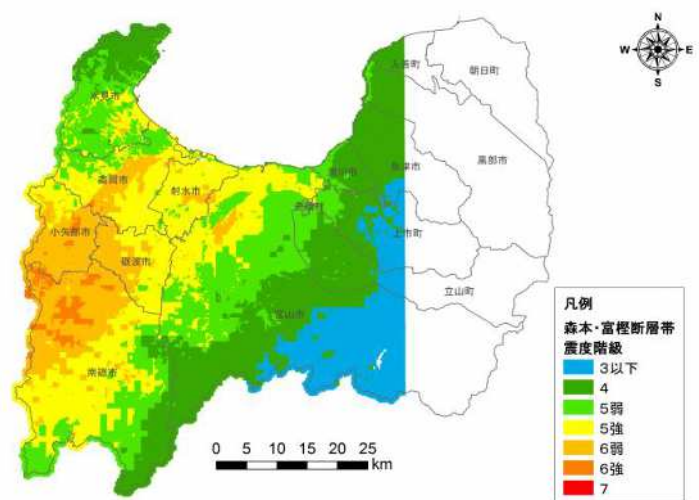 N
W E
S
入善町
朝日町
氷見市
黒部市
魚津市
滑川市
高岡市
射水市
舟橋村
小矢部市
上市町
砺波市
立山町
富山市
南砺市
凡例
森本・富樫断層帯
震度階級
3以下
4
5弱
5強
6弱
6強
7
0 5 10 15 20 25
km